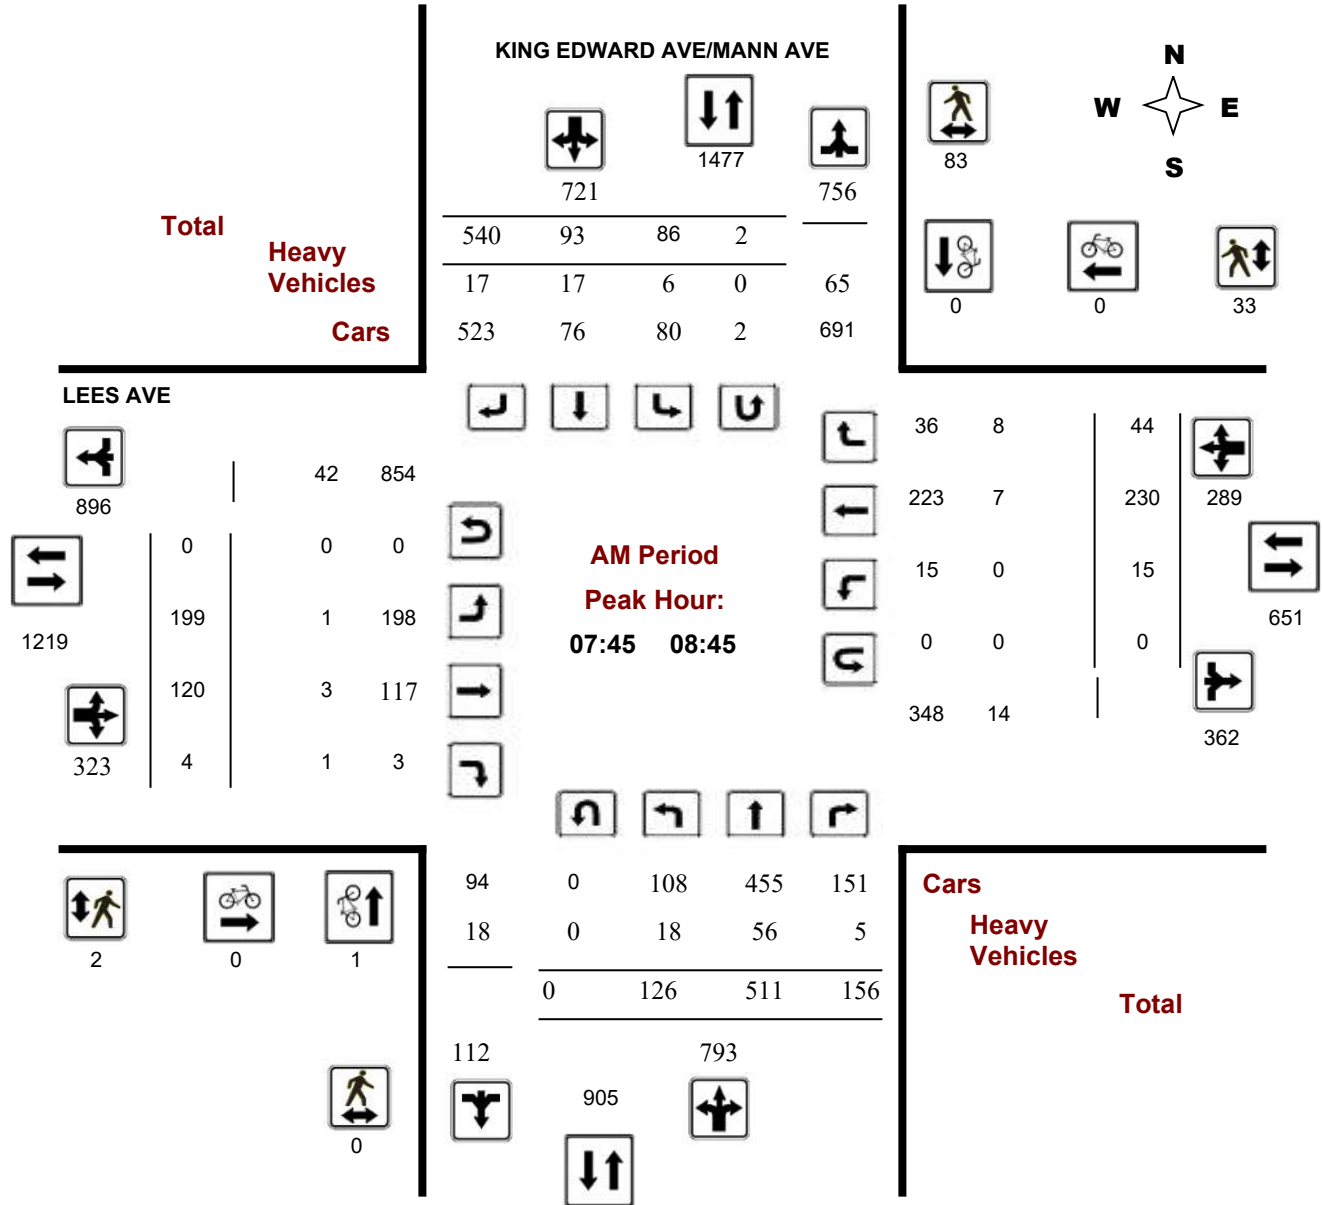 KING EDWARD AVE/MANN AVE
N
W E
S
1477
83
721 756
Total
540 93 86 2
Heavy
Vehicles
17 17 6 0 65
0 0 33
Cars
523 76 80 2 691
LEES AVE
36 8 44
42 854
896
223 7 230 289
0 0 0
AM Period
15 0 15
Peak Hour:
199 1 198
651
1219
07:45 08:45
0 0 0
120 3 117
348 14
362
323 4 1 3
94 0 108 455 151
Cars
18 0 18 56 5
Heavy
Vehicles
2 0 1
0 126 511 156
Total
112 793
905
0